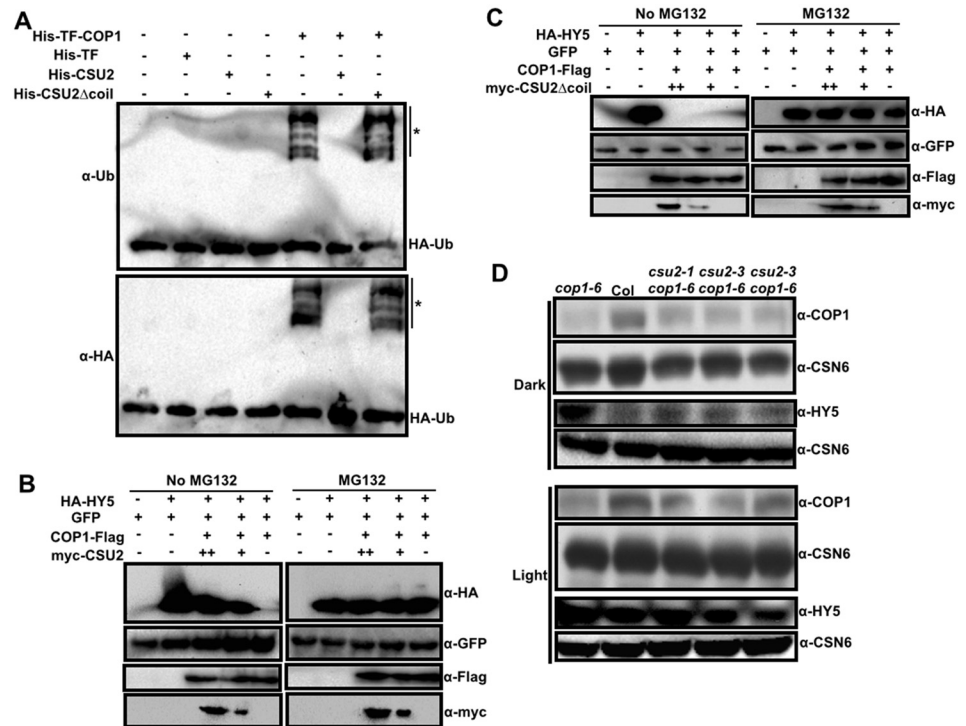 A
His-TF-COP1 - - - - + + +
His-TF - + - - - - -
His-CSU2 - - + - - + -
His-CSU2Δcoil - - - + - - +
α-Ub
*
HA-Ub
α-HA
*
HA-Ub
B
No MG132 MG132
HA-HY5 - + + + + - + + + +
GFP + + + + + + + + + +
COP1-Flag - - + + + - - + + +
myc-CSU2 - - ++ + - - - ++ + -
α-HA
α-GFP
α-Flag
α-myc
C
No MG132 MG132
HA-HY5 - + + + + - + + + +
GFP + + + + + + + + + +
COP1-Flag + + + + + +
myc-CSU2Δcoil - - ++ + - - - ++ + -
α-HA
α-GFP
α-Flag
α-myc
D
cop1-6 Col csu2-1 cop1-6 csu2-3 cop1-6 csu2-3 cop1-6
Dark
α-COP1
α-CSN6
α-HY5
α-CSN6
Light
α-COP1
α-CSN6
α-HY5
α-CSN6